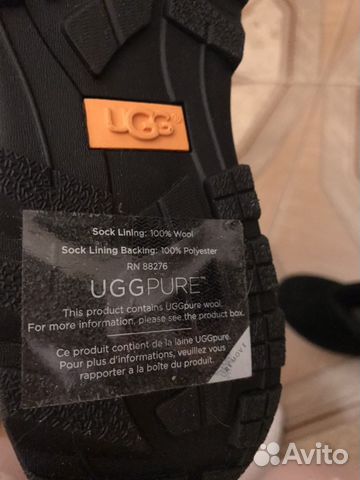 UGG®
Sock Lining: 100% Wool
Sock Lining Backing: 100% Polyester
RN 88276
UGGPURE™
This product contains UGGpure wool.
For more information, please see the product box.
Ce produit contient de la laine UGGpure.
Pour plus d'informations, veuillez vous
rapporter a la boîte du produit.
REMOVE
Avito